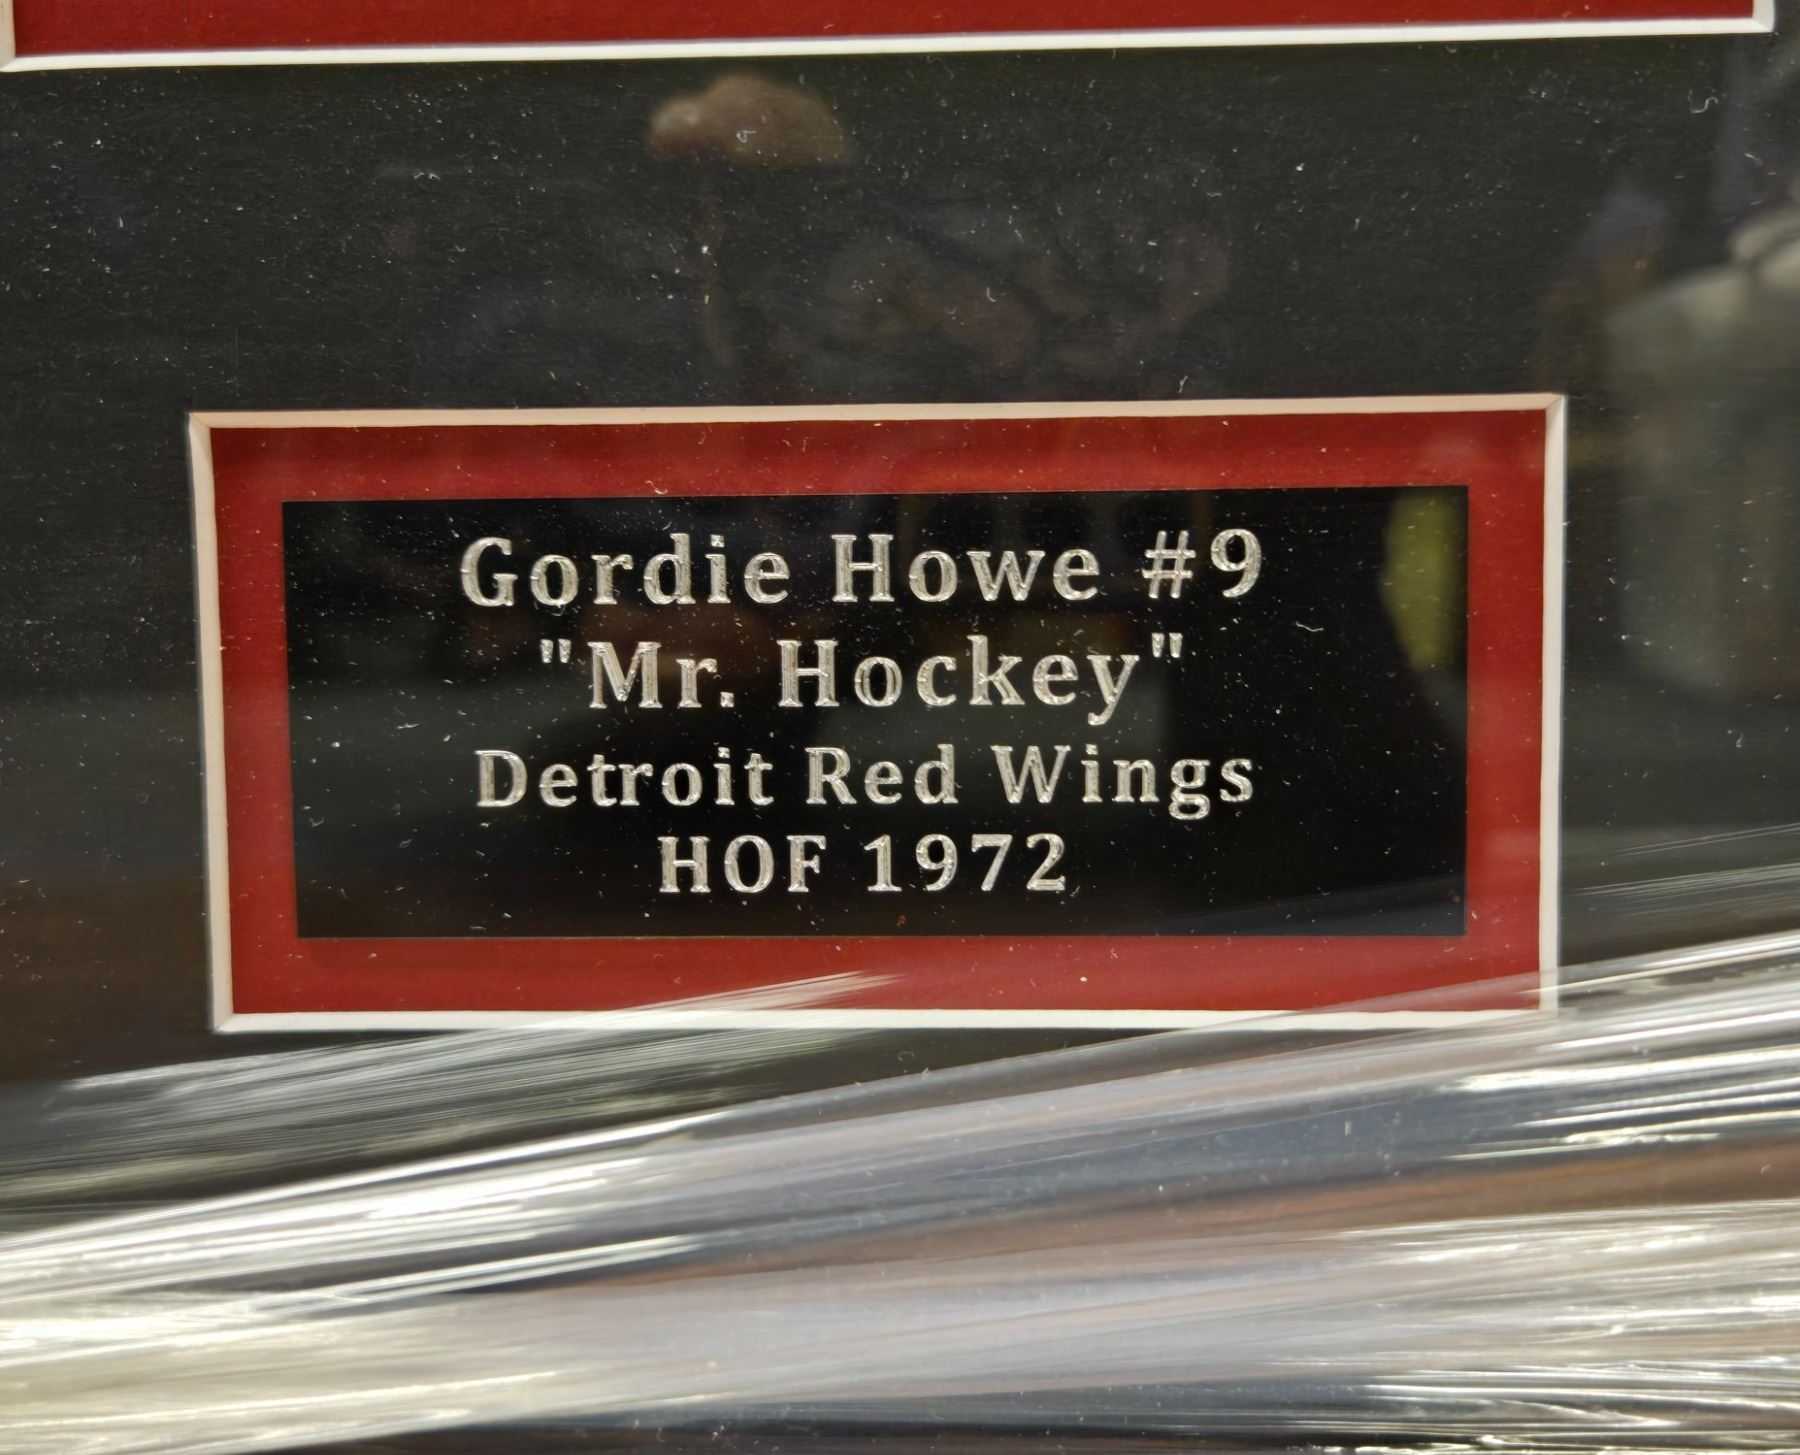 Gordie Howe #9
"Mr. Hockey"
Detroit Red Wings
HOF 1972